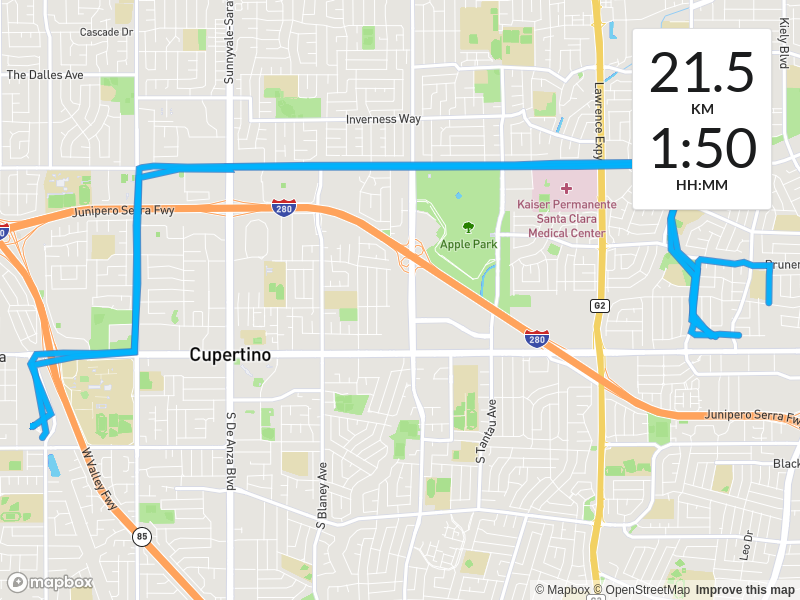 Cascade Dr
Sunnyvale-Sara
Kiely Blvd
The Dalles Ave
Lawrence Expy
Inverness Way
21.5
KM
1:50
HH:MM
Junipero Serra Fwy
280
Kaiser Permanente
Santa Clara
Medical Center
Apple Park
Pruner
G2
280
Cupertino
S De Anza Blvd
S Blaney Ave
S Tantau Ave
Junipero Serra Fw
W Valley Fwy
Black
85
Leo Dr
mapbox
© Mapbox © OpenStreetMap Improve this map